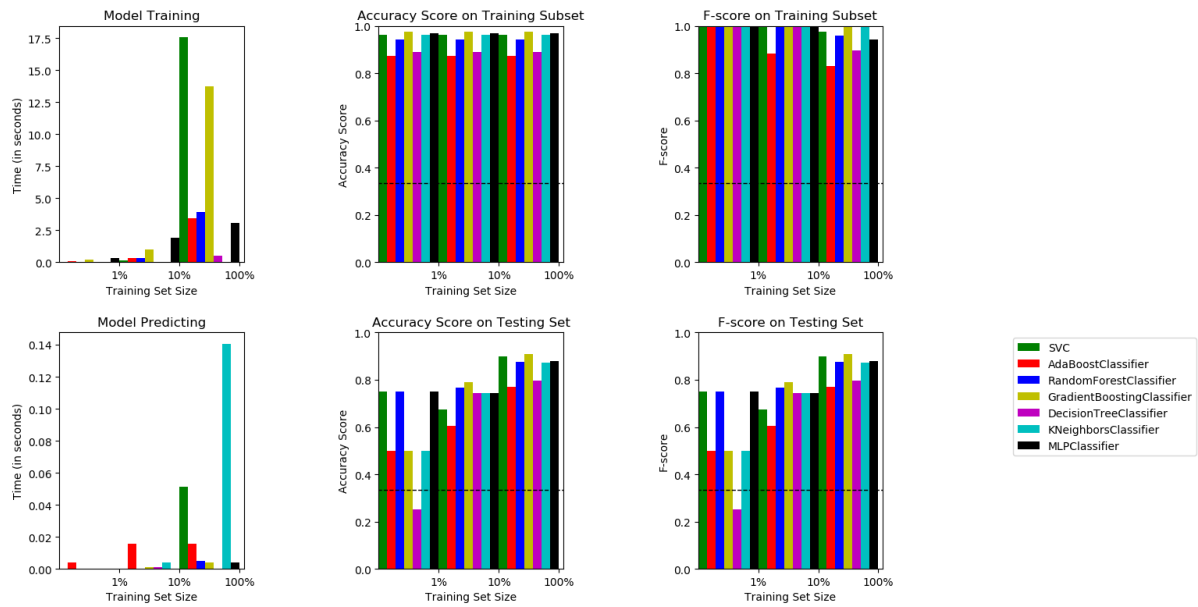 Model Training
Time (in seconds)
17.5
15.0
12.5
10.0
7.5
5.0
2.5
0.0
1%
10%
100%
Training Set Size
Accuracy Score on Training Subset
Accuracy Score
1.0
0.8
0.6
0.4
0.2
0.0
1%
10%
100%
Training Set Size
F-score on Training Subset
F-score
1.0
0.8
0.6
0.4
0.2
0.0
1%
10%
100%
Training Set Size
Model Predicting
Time (in seconds)
0.14
0.12
0.10
0.08
0.06
0.04
0.02
0.00
1%
10%
100%
Training Set Size
Accuracy Score on Testing Set
Accuracy Score
1.0
0.8
0.6
0.4
0.2
0.0
1%
10%
100%
Training Set Size
F-score on Testing Set
F-score
1.0
0.8
0.6
0.4
0.2
0.0
1%
10%
100%
Training Set Size
SVC
AdaBoostClassifier
RandomForestClassifier
GradientBoostingClassifier
DecisionTreeClassifier
KNeighborsClassifier
MLPClassifier